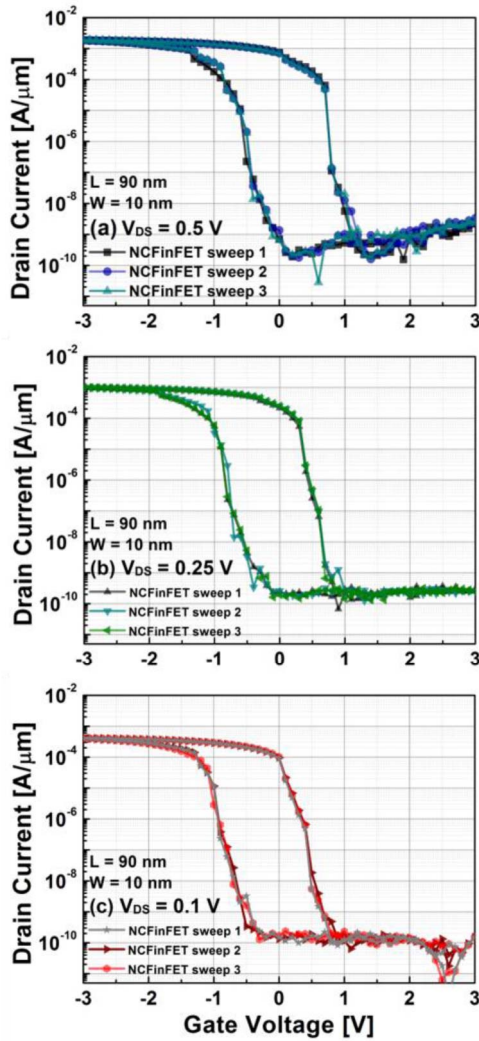 Drain Current [A/μm]
10⁻²
10⁻⁴
10⁻⁶
10⁻⁸
10⁻¹⁰
L = 90 nm
W = 10 nm
(a) VDS = 0.5 V
NCFinFET sweep 1
NCFinFET sweep 2
NCFinFET sweep 3
-3 -2 -1 0 1 2 3
Drain Current [A/μm]
10⁻²
10⁻⁴
10⁻⁶
10⁻⁸
10⁻¹⁰
L = 90 nm
W = 10 nm
(b) VDS = 0.25 V
NCFinFET sweep 1
NCFinFET sweep 2
NCFinFET sweep 3
-3 -2 -1 0 1 2 3
Drain Current [A/μm]
10⁻²
10⁻⁴
10⁻⁶
10⁻⁸
10⁻¹⁰
L = 90 nm
W = 10 nm
(c) VDS = 0.1 V
NCFinFET sweep 1
NCFinFET sweep 2
NCFinFET sweep 3
-3 -2 -1 0 1 2 3
Gate Voltage [V]